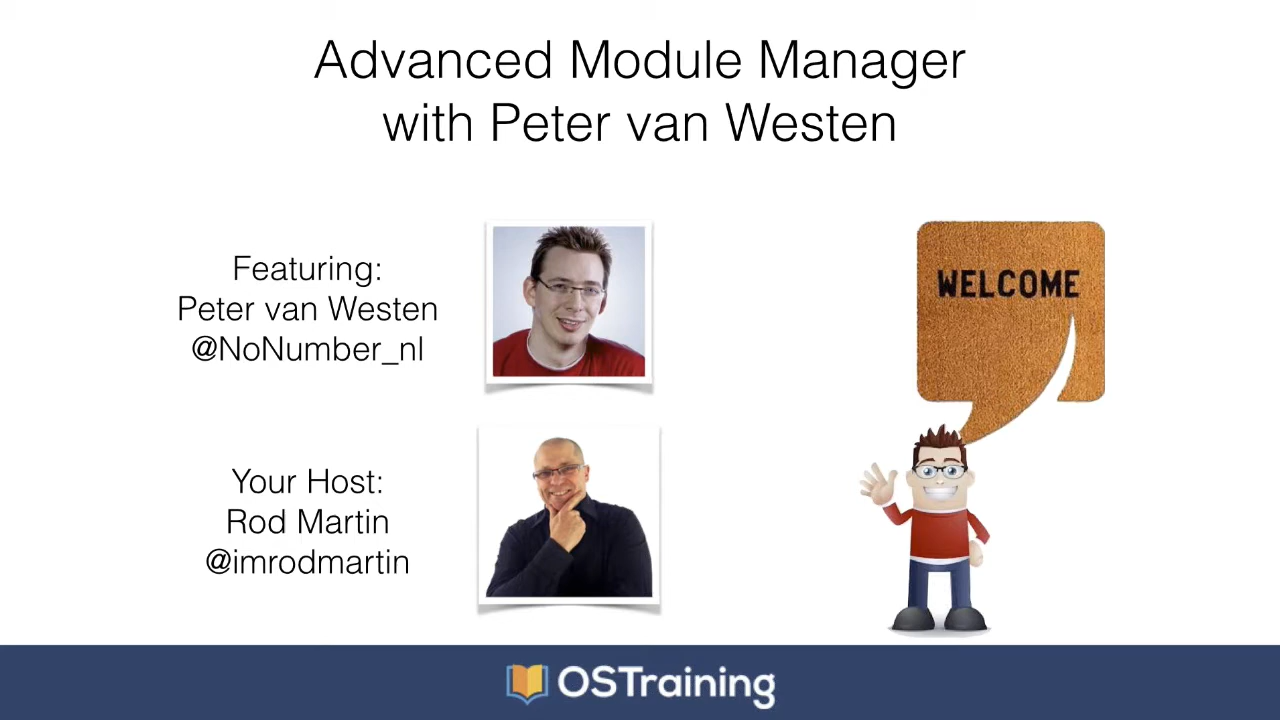 Advanced Module Manager
with Peter van Westen
Featuring:
Peter van Westen
@NoNumber_nl
WELCOME
Your Host:
Rod Martin
@imrodmartin
OSTraining